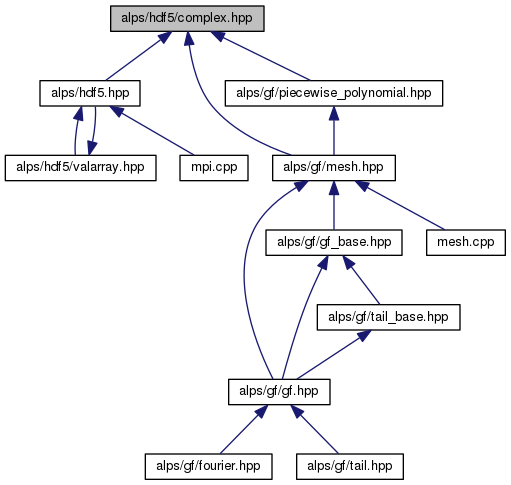 alps/hdf5/complex.hpp
alps/hdf5.hpp
alps/gf/piecewise_polynomial.hpp
alps/hdf5/valarray.hpp
mpi.cpp
alps/gf/mesh.hpp
alps/gf/gf_base.hpp
mesh.cpp
alps/gf/tail_base.hpp
alps/gf/gf.hpp
alps/gf/fourier.hpp
alps/gf/tail.hpp